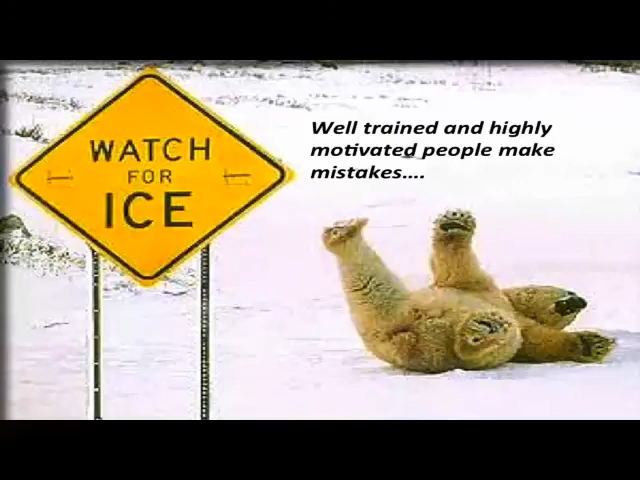 WATCH
FOR
ICE
Well trained and highly
motivated people make
mistakes....